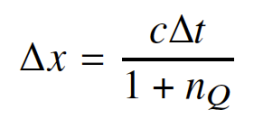 Δx = cΔt / (1 + n_Q)